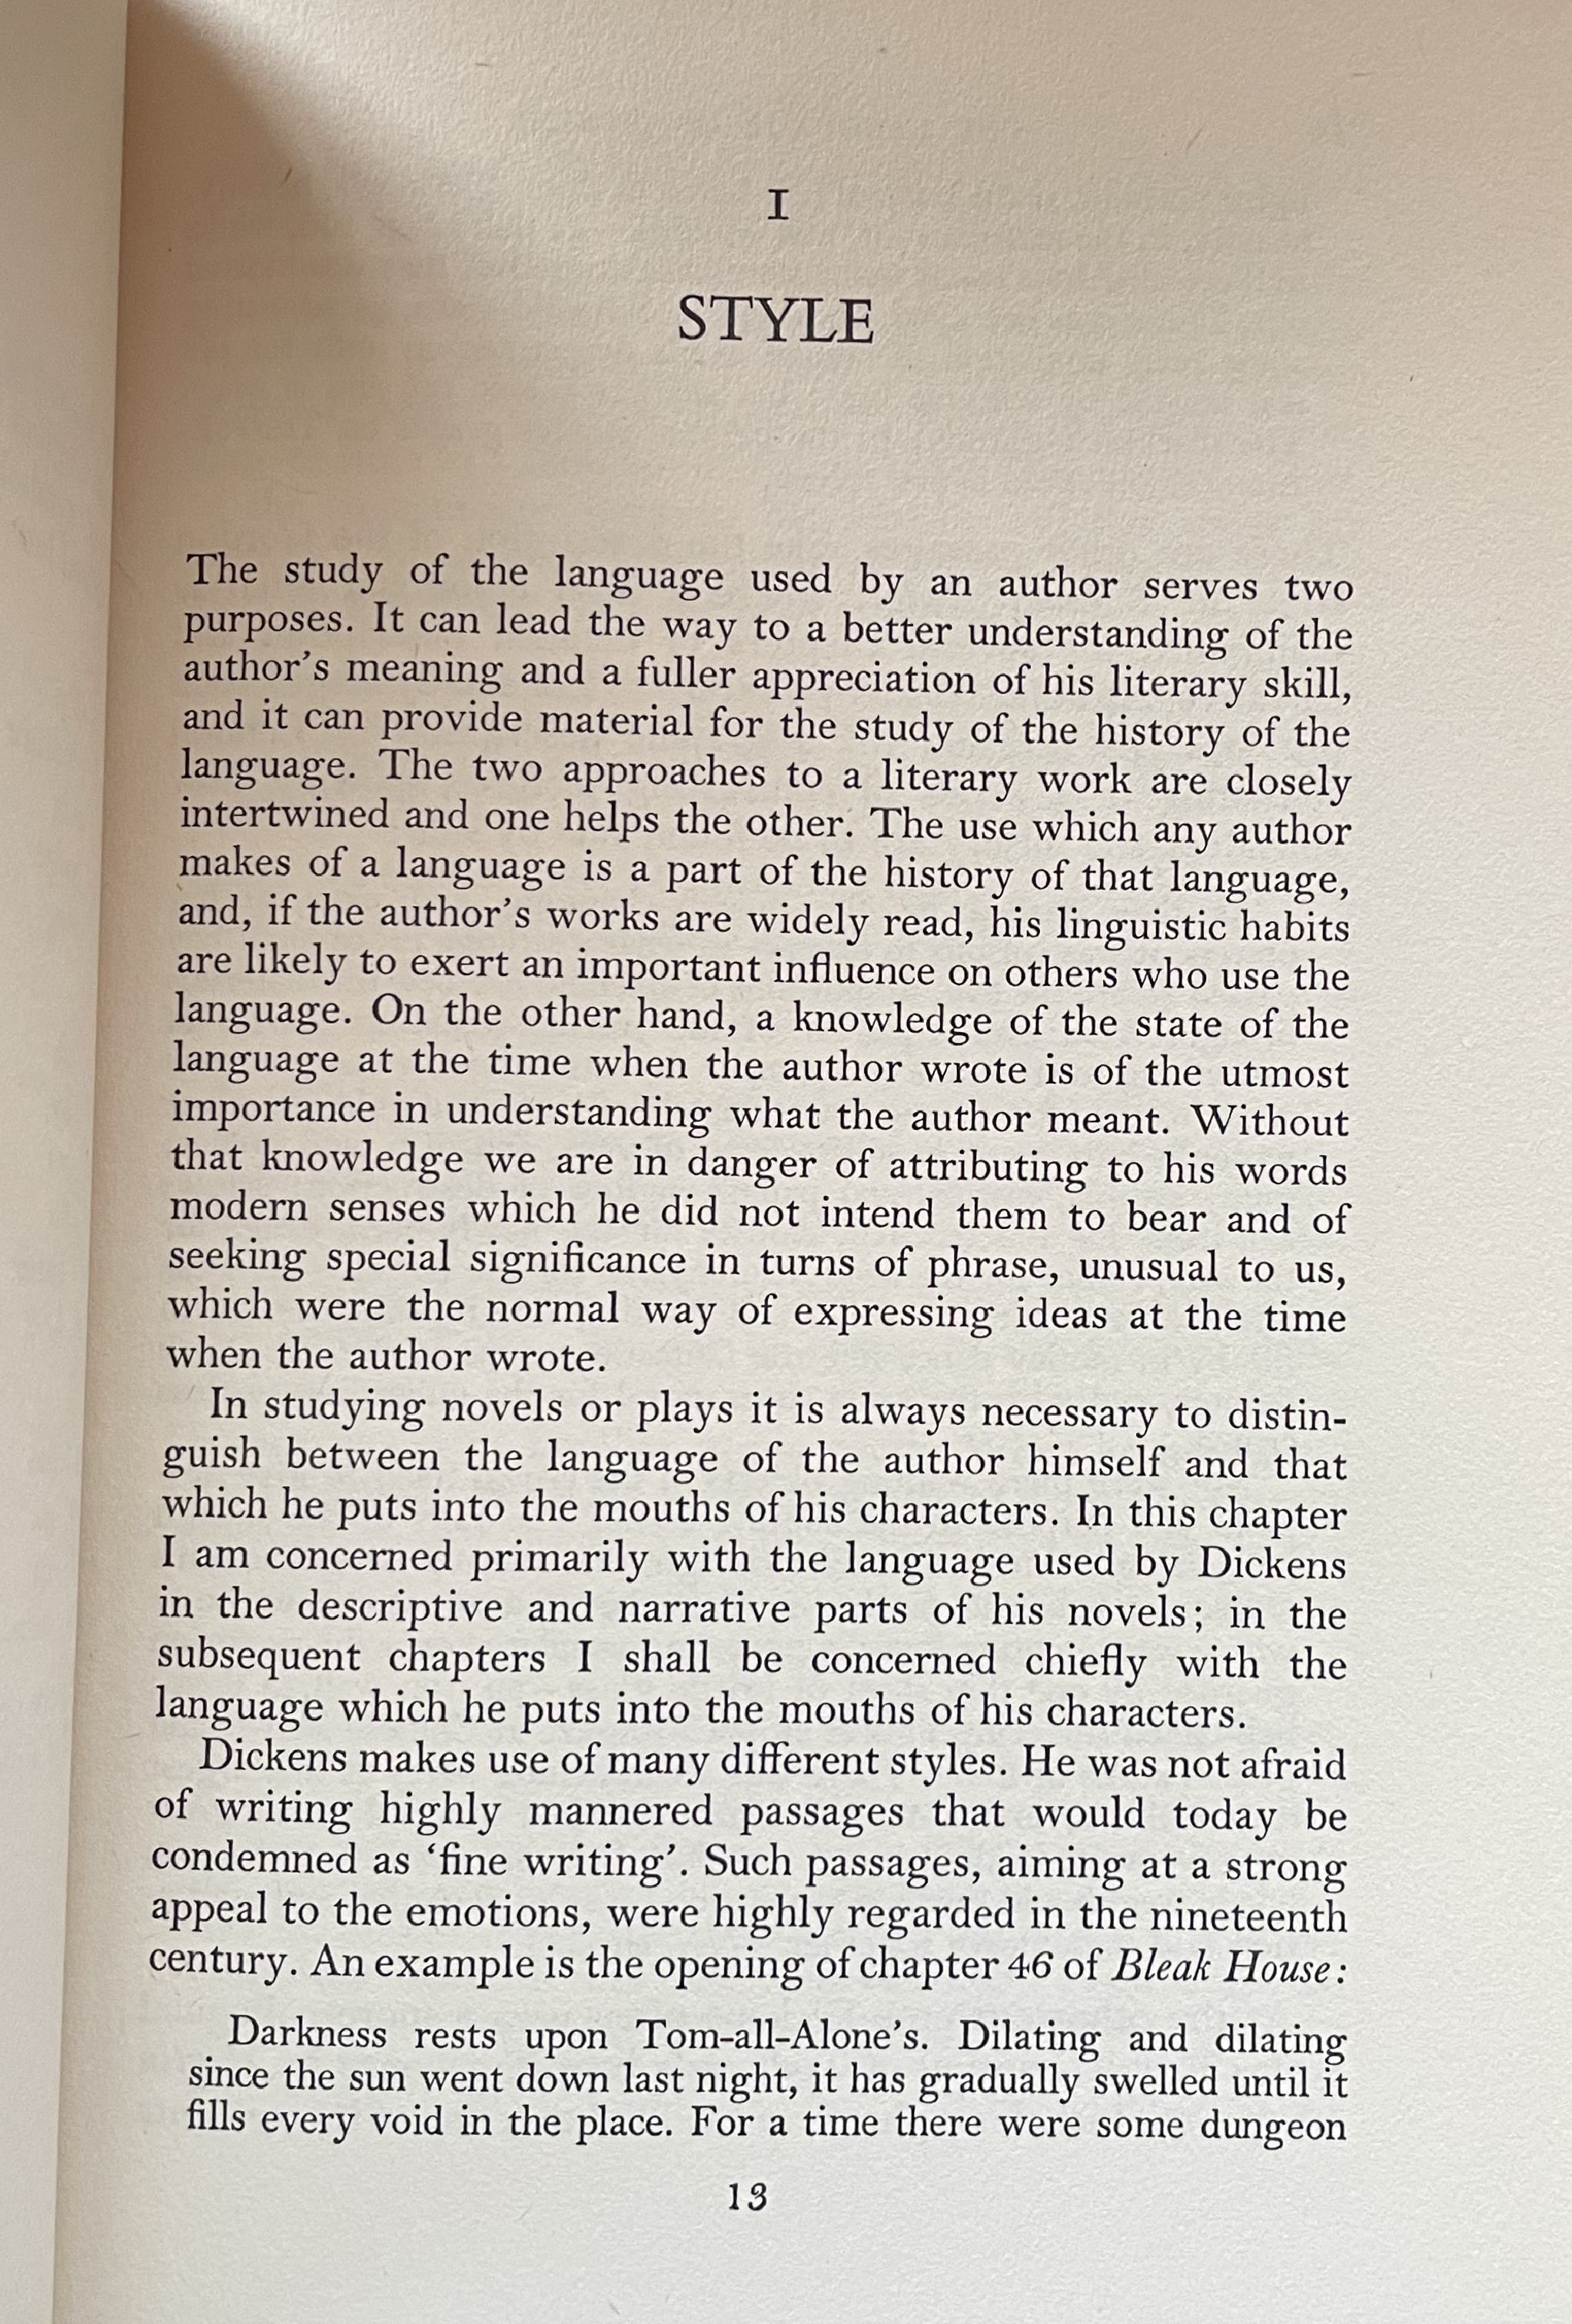 I
STYLE
The study of the language used by an author serves two
purposes. It can lead the way to a better understanding of the
author’s meaning and a fuller appreciation of his literary skill,
and it can provide material for the study of the history of the
language. The two approaches to a literary work are closely
intertwined and one helps the other. The use which any author
makes of a language is a part of the history of that language,
and, if the author’s works are widely read, his linguistic habits
are likely to exert an important influence on others who use the
language. On the other hand, a knowledge of the state of the
language at the time when the author wrote is of the utmost
importance in understanding what the author meant. Without
that knowledge we are in danger of attributing to his words
modern senses which he did not intend them to bear and of
seeking special significance in turns of phrase, unusual to us,
which were the normal way of expressing ideas at the time
when the author wrote.
In studying novels or plays it is always necessary to distin-
guish between the language of the author himself and that
which he puts into the mouths of his characters. In this chapter
I am concerned primarily with the language used by Dickens
in the descriptive and narrative parts of his novels; in the
subsequent chapters I shall be concerned chiefly with the
language which he puts into the mouths of his characters.
Dickens makes use of many different styles. He was not afraid
of writing highly mannered passages that would today be
condemned as ‘fine writing’. Such passages, aiming at a strong
appeal to the emotions, were highly regarded in the nineteenth
century. An example is the opening of chapter 46 of Bleak House:
Darkness rests upon Tom-all-Alone’s. Dilating and dilating
since the sun went down last night, it has gradually swelled until it
fills every void in the place. For a time there were some dungeon
13